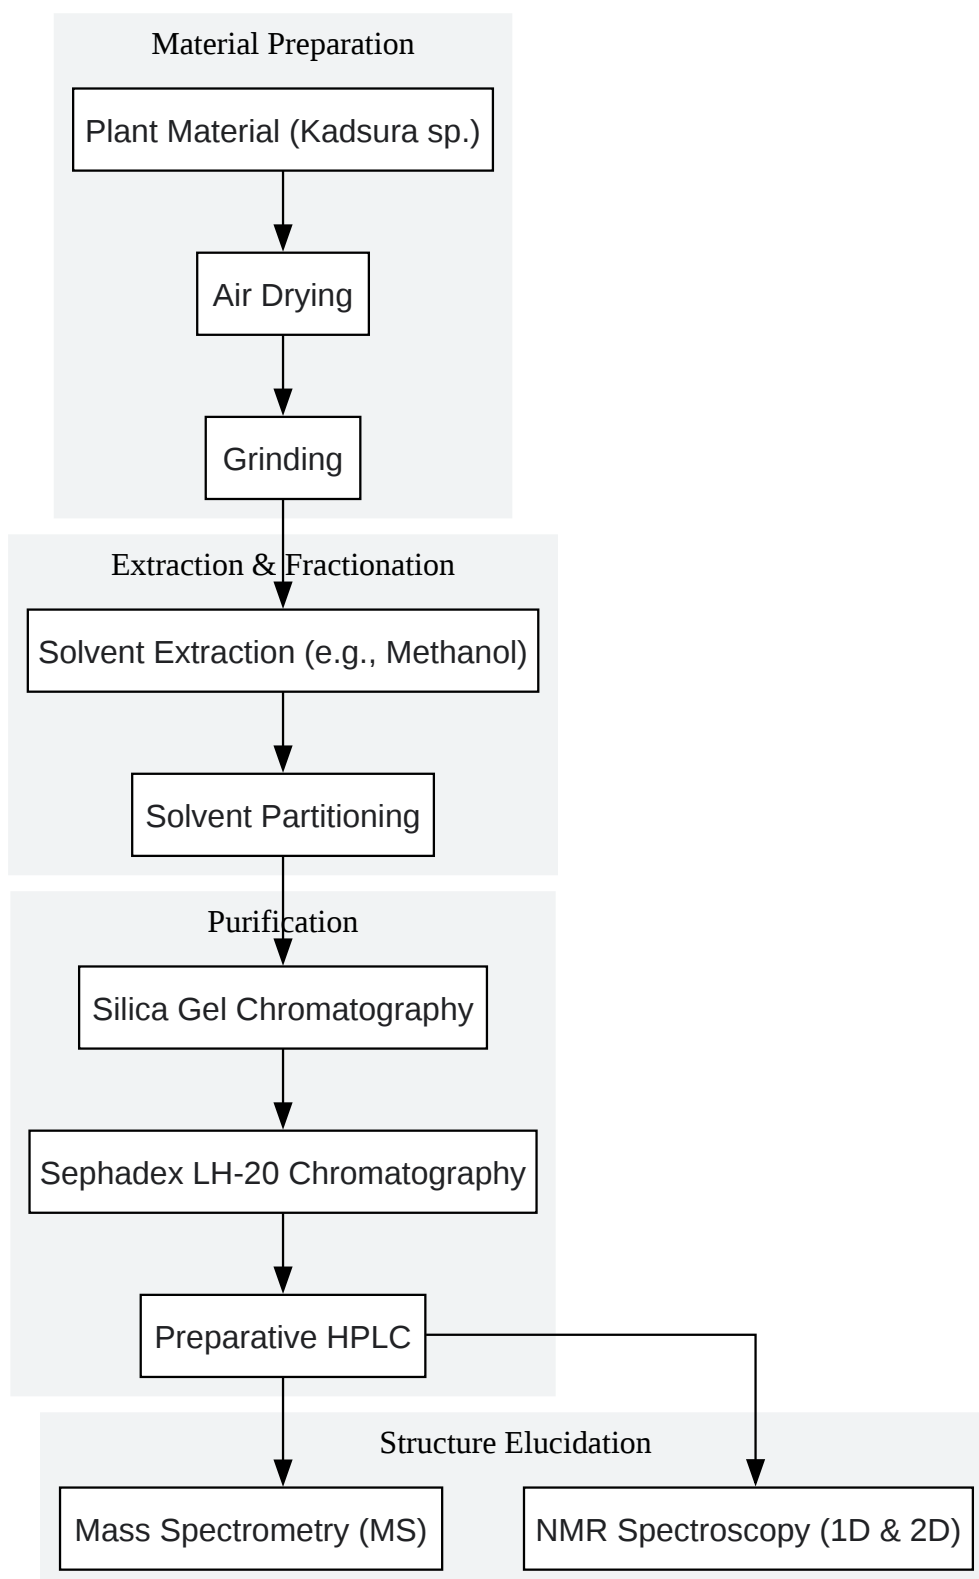 Material Preparation
Plant Material (Kadsura sp.)
Air Drying
Grinding
Extraction & Fractionation
Solvent Extraction (e.g., Methanol)
Solvent Partitioning
Purification
Silica Gel Chromatography
Sephadex LH-20 Chromatography
Preparative HPLC
Structure Elucidation
Mass Spectrometry (MS)
NMR Spectroscopy (1D & 2D)